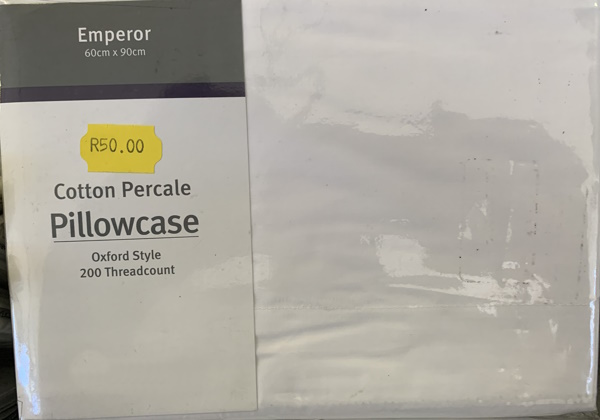 Emperor
60cm x 90cm
R50.00
Cotton Percale
Pillowcase
Oxford Style
200 Threadcount